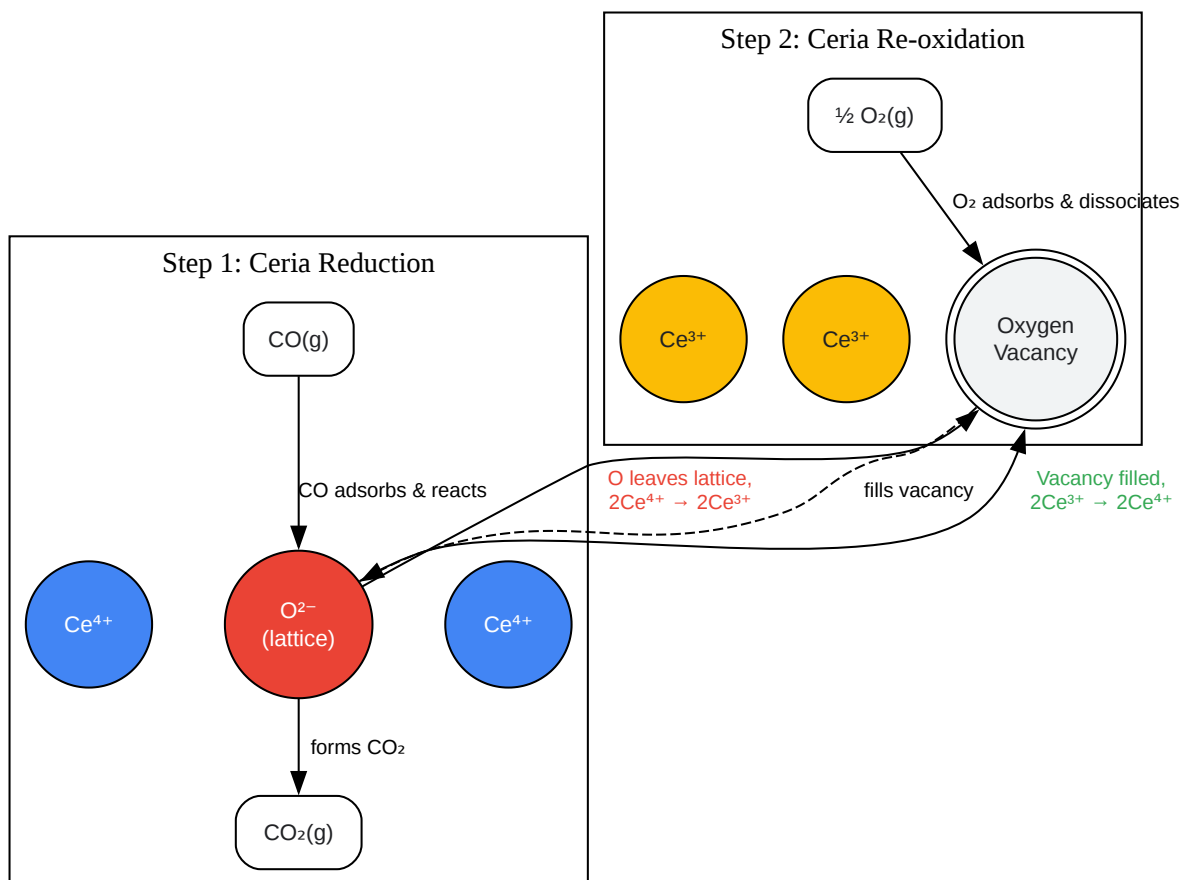 Step 2: Ceria Re-oxidation
½ O₂(g)
O₂ adsorbs & dissociates
Ce³⁺
Ce³⁺
Oxygen
Vacancy
Step 1: Ceria Reduction
CO(g)
CO adsorbs & reacts
O leaves lattice,
2Ce⁴⁺ → 2Ce³⁺
fills vacancy
Vacancy filled,
2Ce³⁺ → 2Ce⁴⁺
Ce⁴⁺
O²⁻
(lattice)
Ce⁴⁺
forms CO₂
CO₂(g)